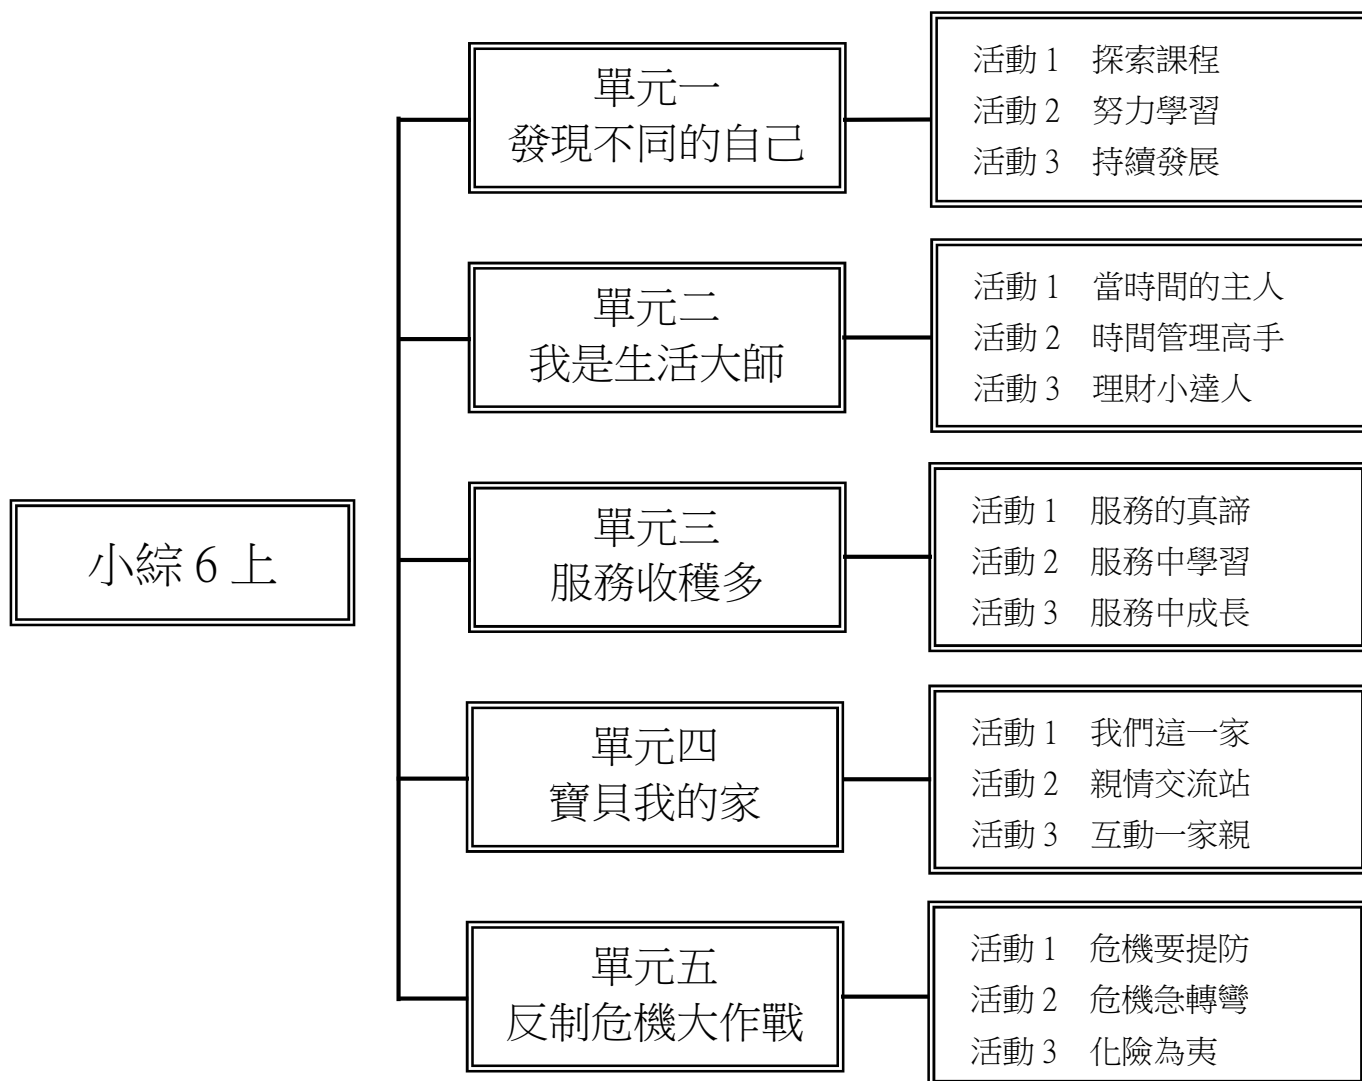 小綜 6 上
單元一
發現不同的自己
活動 1　探索課程
活動 2　努力學習
活動 3　持續發展
單元二
我是生活大師
活動 1　當時間的主人
活動 2　時間管理高手
活動 3　理財小達人
單元三
服務收穫多
活動 1　服務的真諦
活動 2　服務中學習
活動 3　服務中成長
單元四
寶貝我的家
活動 1　我們這一家
活動 2　親情交流站
活動 3　互動一家親
單元五
反制危機大作戰
活動 1　危機要提防
活動 2　危機急轉彎
活動 3　化險為夷